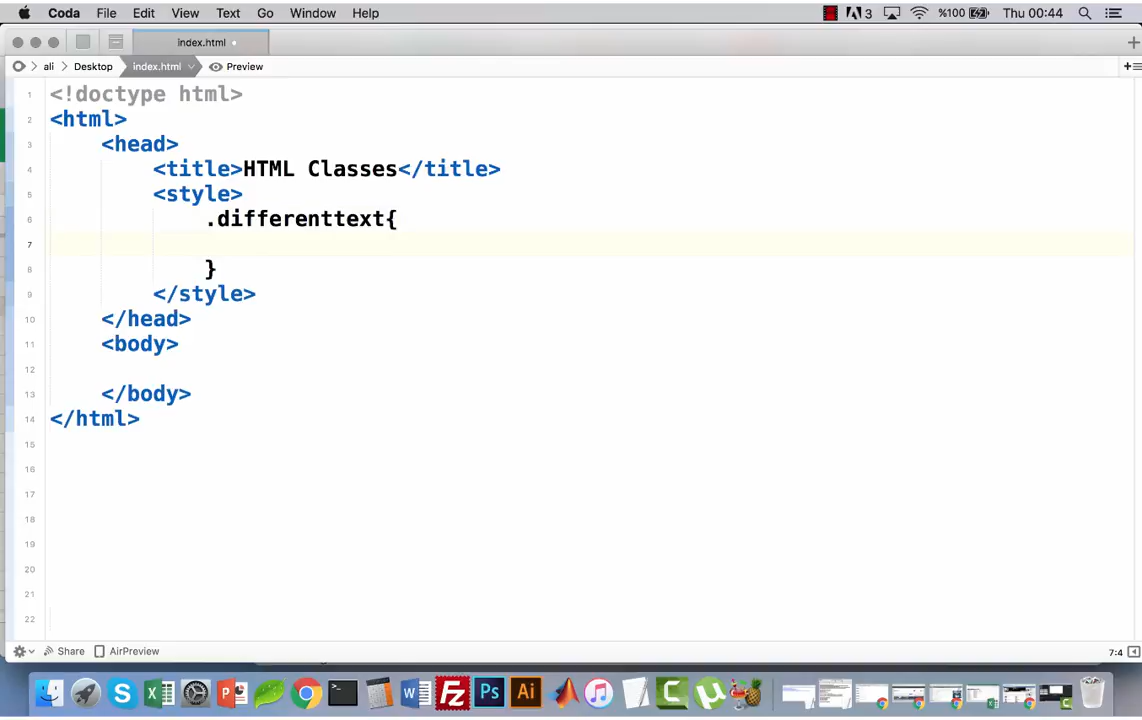 Coda File Edit View Text Go Window Help 3 %100 Thu 00:44
index.html
ali Desktop index.html Preview
1 <!doctype html>
2 <html>
3 <head>
4 <title>HTML Classes</title>
5 <style>
6 .differenttext{
7
8 }
9 </style>
10 </head>
11 <body>
12
13 </body>
14 </html>
15
16
17
18
19
20
21
22
Share AirPreview 7:4
W Fz Ps Ai C